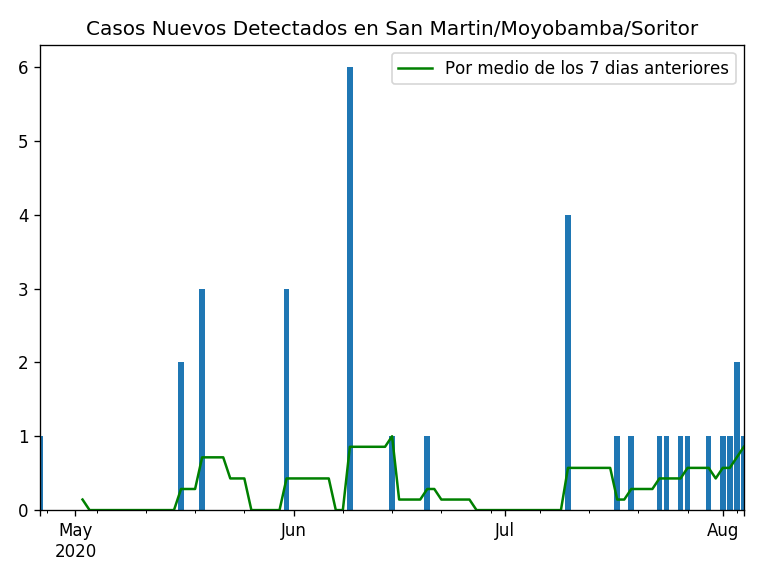 Casos Nuevos Detectados en San Martin/Moyobamba/Soritor
Por medio de los 7 dias anteriores
6
5
4
3
2
1
0
May Jun Jul Aug
2020